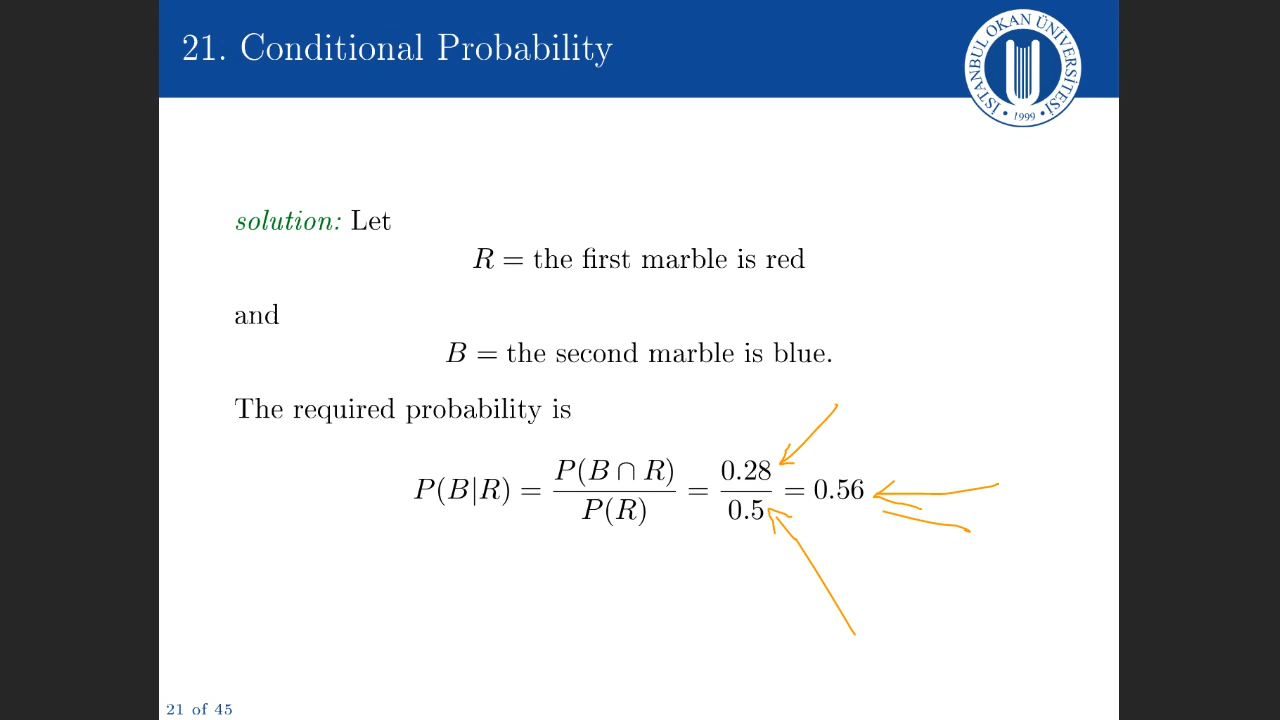 21. Conditional Probability
İSTANBUL OKAN ÜNİVERSİTESİ
• 1999 •
solution: Let
R = the first marble is red
and
B = the second marble is blue.
The required probability is
P(B|R) = P(B ∩ R) / P(R) = 0.28 / 0.5 = 0.56
21 of 45